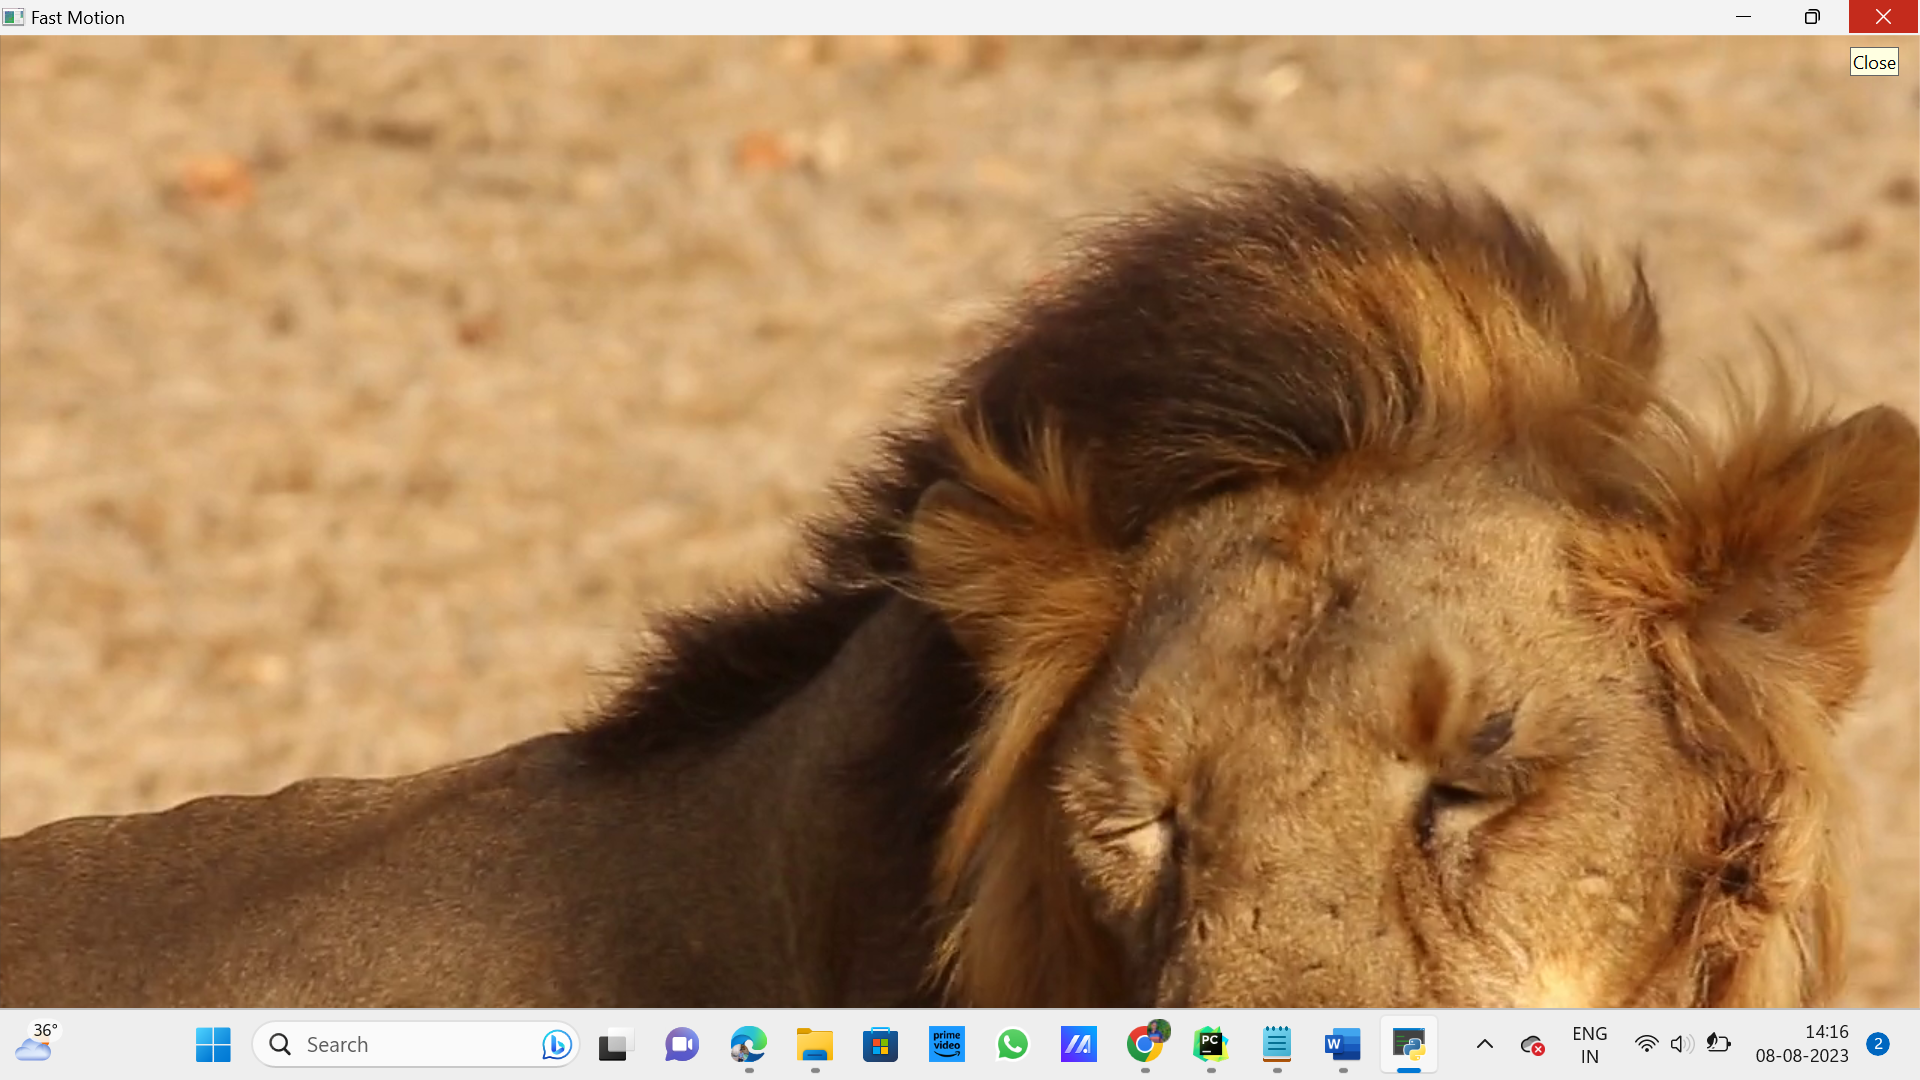 Fast Motion
Close
36°
Search
prime
video
PC
W
ENG
IN
14:16
08-08-2023
2